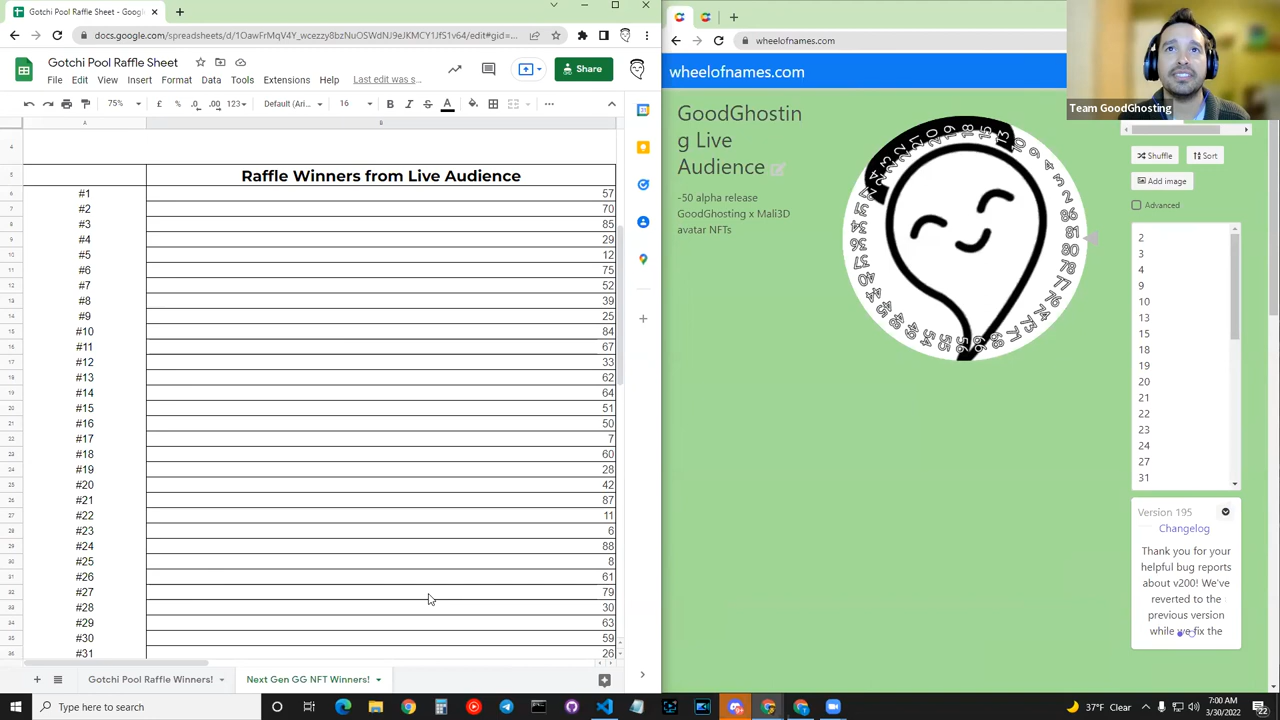 Gotchi Pool Raffle Sheet - Goog
docs.google.com/spreadsheets/d/1C8wFrMqV4Y_wcezzy8bzNuOSWdNJ9eJKMCY1JfS1v64/edit#gid=...
Gotchi Pool Raffle Sheet
File Edit View Insert Format Data Tools Extensions Last edit was s...
Share
75% £ % .0 .00 123 Default (Ari... 16 B I S A
A B
Raffle Winners from Live Audience
#1 57
#2 70
#3 85
#4 29
#5 12
#6 75
#7 52
#8 39
#9 25
#10 84
#11 67
#12 33
#13 62
#14 64
#15 51
#16 50
#17 7
#18 60
#19 28
#20 42
#21 87
#22 11
#23 6
#24 88
#25 8
#26 61
#27 79
#28 30
#29 63
#30 59
#31 26
Gotchi Pool Raffle Winners! Next Gen GG NFT Winners!
wheelofnames.com
wheelofnames.com
GoodGhostin
g Live
Audience
-50 alpha release
GoodGhosting x Mali3D
avatar NFTs
Team GoodGhosting
Shuffle Sort
Add image
Advanced
2
3
4
9
10
13
15
18
19
20
21
22
23
24
27
31
Version 195
Changelog
Thank you for your
helpful bug reports
about v200! We've
reverted to the
previous version
while we fix the
Type here to search
37°F Clear
7:00 AM
3/30/2022